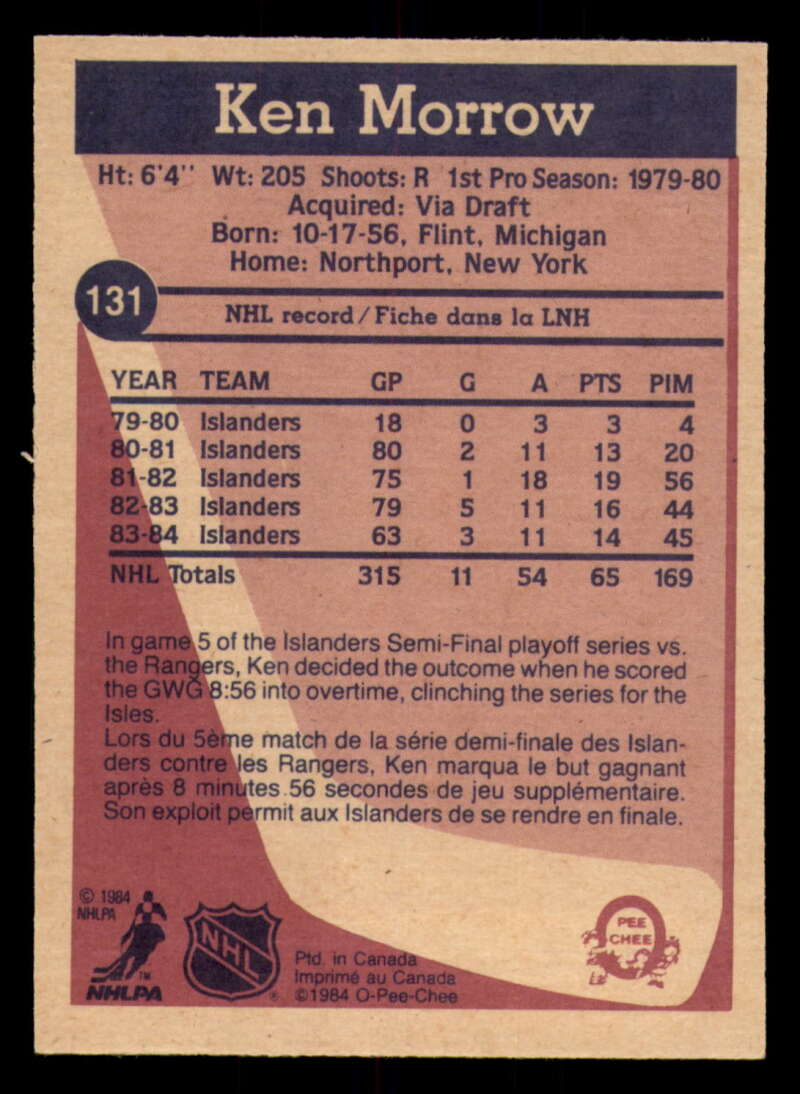 Ken Morrow
Ht: 6'4'' Wt: 205 Shoots: R 1st Pro Season: 1979-80
Acquired: Via Draft
Born: 10-17-56, Flint, Michigan
Home: Northport, New York
131
NHL record/Fiche dans la LNH
YEAR TEAM GP G A PTS PIM
79-80 Islanders 18 0 3 3 4
80-81 Islanders 80 2 11 13 20
81-82 Islanders 75 1 18 19 56
82-83 Islanders 79 5 11 16 44
83-84 Islanders 63 3 11 14 45
NHL Totals 315 11 54 65 169
In game 5 of the Islanders Semi-Final playoff series vs.
the Rangers, Ken decided the outcome when he scored
the GWG 8:56 into overtime, clinching the series for the
Isles.
Lors du 5ème match de la série demi-finale des Islan-
ders contre les Rangers, Ken marqua le but gagnant
après 8 minutes 56 secondes de jeu supplémentaire.
Son exploit permit aux Islanders de se rendre en finale.
© 1984
NHLPA
NHLPA
TM
NHL
®
Ptd. in Canada
Imprimé au Canada
©1984 O-Pee-Chee
PEE
CHEE